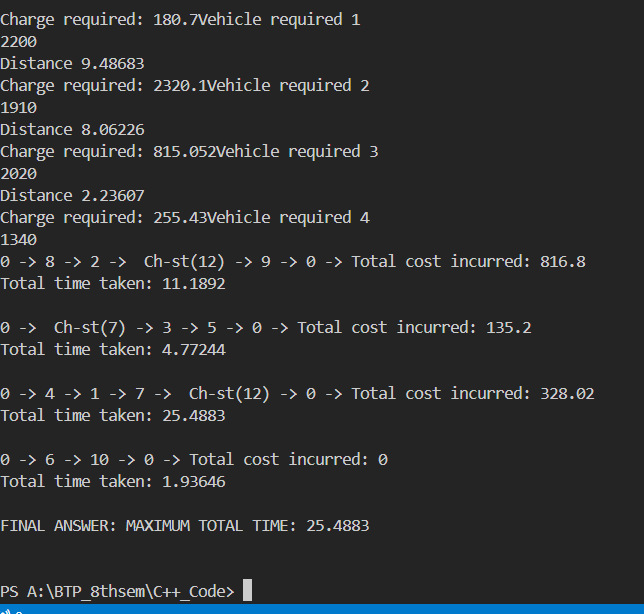 Charge required: 180.7Vehicle required 1
2200
Distance 9.48683
Charge required: 2320.1Vehicle required 2
1910
Distance 8.06226
Charge required: 815.052Vehicle required 3
2020
Distance 2.23607
Charge required: 255.43Vehicle required 4
1340
0 -> 8 -> 2 ->  Ch-st(12) -> 9 -> 0 -> Total cost incurred: 816.8
Total time taken: 11.1892
0 ->  Ch-st(7) -> 3 -> 5 -> 0 -> Total cost incurred: 135.2
Total time taken: 4.77244
0 -> 4 -> 1 -> 7 ->  Ch-st(12) -> 0 -> Total cost incurred: 328.02
Total time taken: 25.4883
0 -> 6 -> 10 -> 0 -> Total cost incurred: 0
Total time taken: 1.93646
FINAL ANSWER: MAXIMUM TOTAL TIME: 25.4883
PS A:\BTP_8thsem\C++_Code>